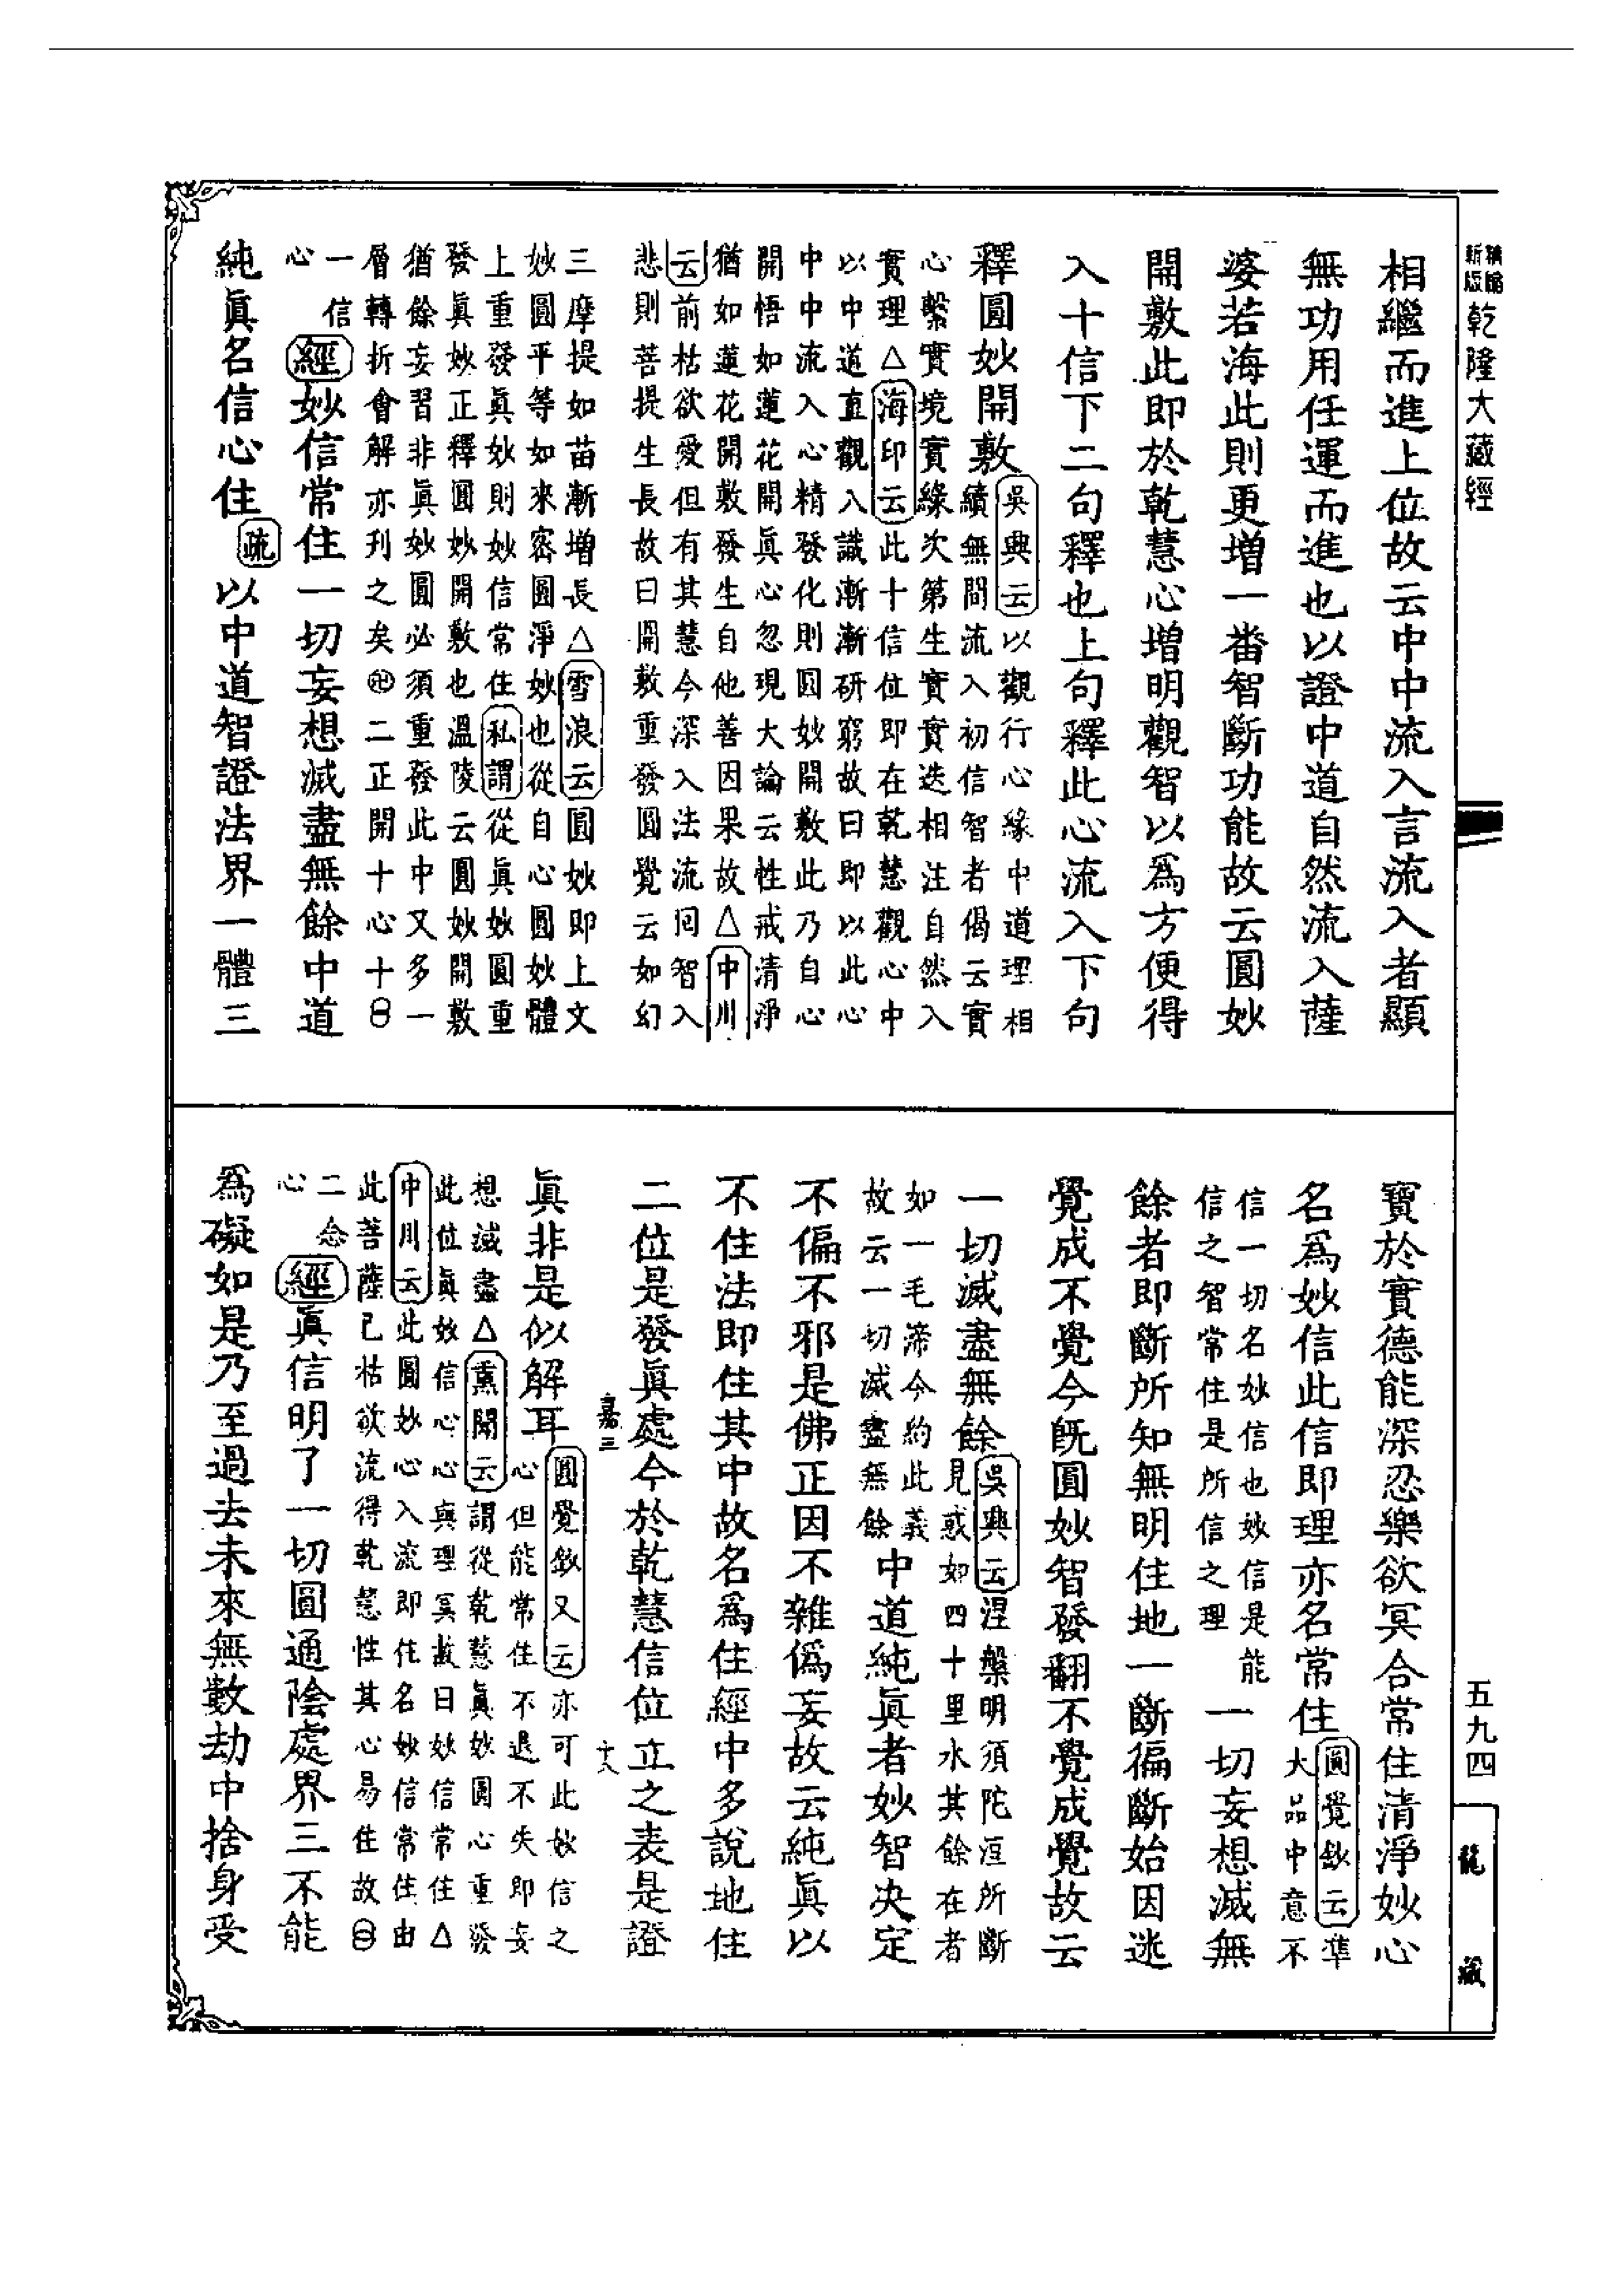 新編縮版乾隆大藏經
相繼而進上位故云中中流入言流入者顯
無功用任運而進也以證中道自然流入薩
婆若海此則更增一番智斷功能故云圓妙
開敷此即於乾慧心增明觀智以爲方便得
入十信下二句釋也上句釋此心流入下句
釋圓妙開敷
吳興云以觀行心緣中道理相
續無間流入初信智者偈云實
心繫實境實緣次第生實實迭相注自然入
實理△海印云此十信位即在乾慧觀心中
以中道直觀入識漸漸研窮故曰即以此心
中中流入心精發化則圓妙開敷此乃自心
開悟如蓮花開眞心忽現大論云性戒清淨
猶如蓮花開敷發生自他善因果故△中川
云前枯欲愛但有其慧今深入法流囘智入
悲則菩提生長故曰開敷重發圓覺云如幻
三摩提如苗漸增長△雪浪云圓妙即上文
妙圓平等如來密圓淨妙也從自心圓妙體
上重發眞妙則妙信常住私謂從眞妙圓重
發眞妙正釋圓妙開敷也溫陵云圓妙開敷
猶餘妄習非眞妙圓必須重發此中又多一
層轉折會解亦刋之矣卍二正開十心十㊀
一信
心
經妙信常住一切妄想滅盡無餘中道
純眞名信心住
疏以中道智證法界一體三
寶於實德能深忍樂欲冥合常住清淨妙心
名爲妙信此信即理亦名常住
圓覺鈔云準
大品中意不
信一切名妙信也妙信是能
信之智常住是所信之理
一切妄想滅無
餘者即斷所知無明住地一斷徧斷始因迷
覺成不覺今旣圓妙智發翻不覺成覺故云
一切滅盡無餘
吳興云涅槃明須陀洹所斷
見惑如四十里水其餘在者
如一毛渧今約此義
故云一切滅盡無餘
中道純眞者妙智决定
不偏不邪是佛正因不雜僞妄故云純眞以
不住法即住其中故名爲住經中多說地住
二位是發眞處今於乾慧信位立之表是證
嘉三
十六
眞非是似解耳
圓覺鈔又云亦可此妙信之
心但能常住不退不失即妄
想滅盡△熏聞云謂從乾慧眞妙圓心重發
此位眞妙信心心與理冥故曰妙信常住△
中川云此圓妙心入流即住名妙信常住由
此菩薩已枯欲流得乾慧性其心易住故㊀
二念
心
經眞信明了一切圓通陰處界三不能
爲礙如是乃至過去未來無數劫中捨身受
五九四
龍藏